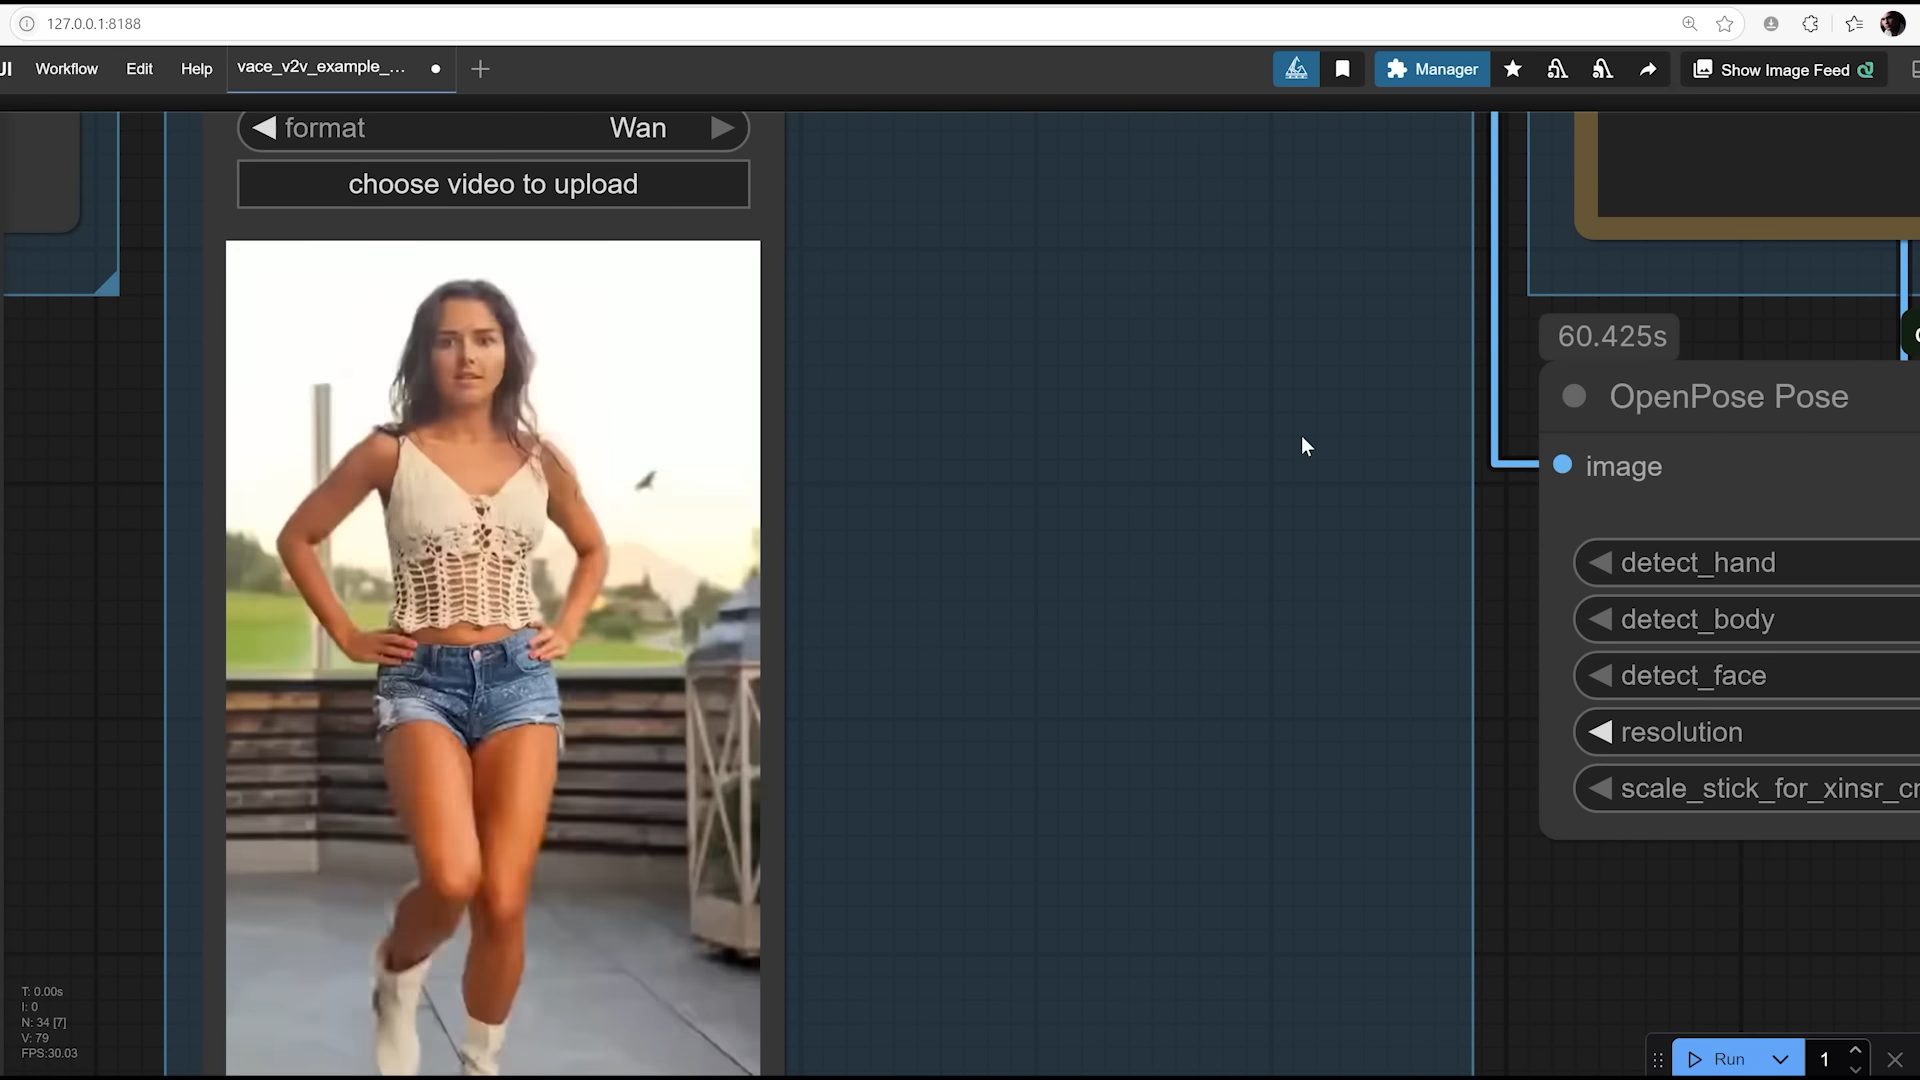 127.0.0.1:8188
UI Workflow Edit Help vace_v2v_example_... Manager Show Image Feed
format Wan
choose video to upload
60.425s
OpenPose Pose
image
detect_hand
detect_body
detect_face
resolution
scale_stick_for_xinsr_cr
T: 0.00s
I: 0
N: 34 [7]
V: 79
FPS:30.03
Run 1